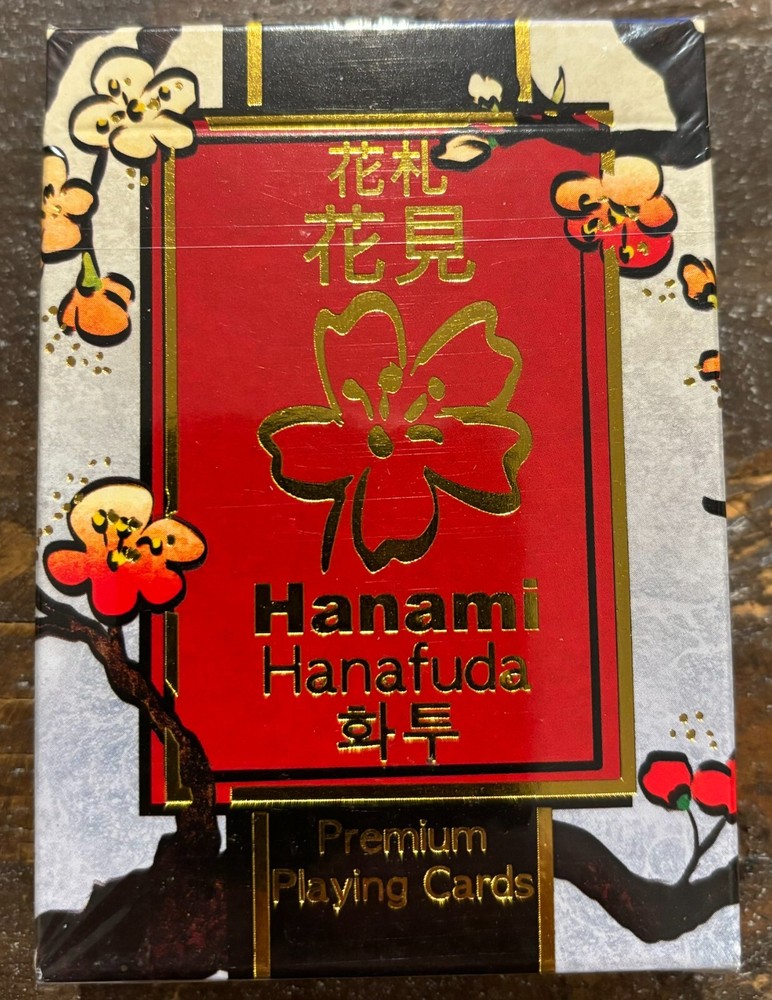 花札
花見
Hanami
Hanafuda
화투
Premium
Playing Cards